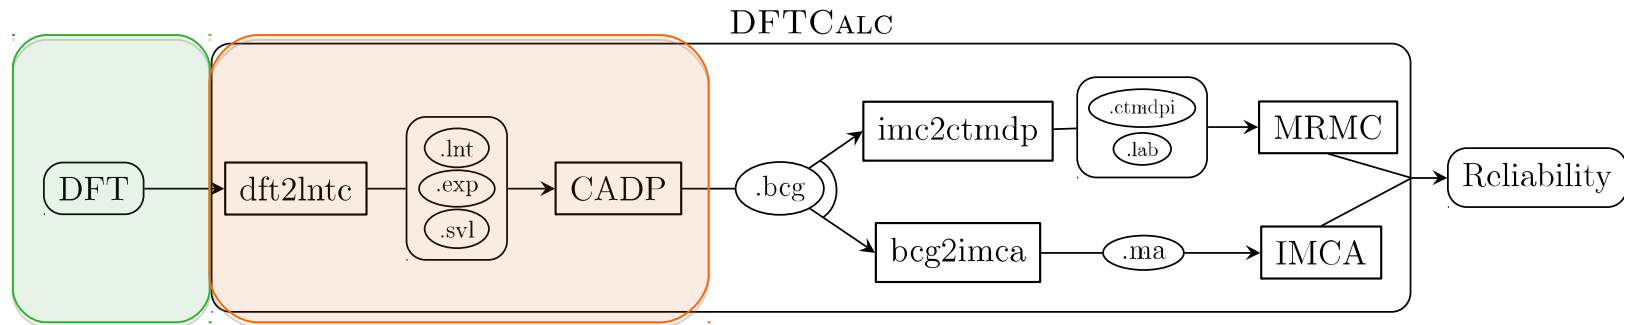 DFTCALC
DFT
dft2lntc
.lnt
.exp
.svl
CADP
.bcg
imc2ctmdp
.ctmdpi
.lab
MRMC
bcg2imca
.ma
IMCA
Reliability